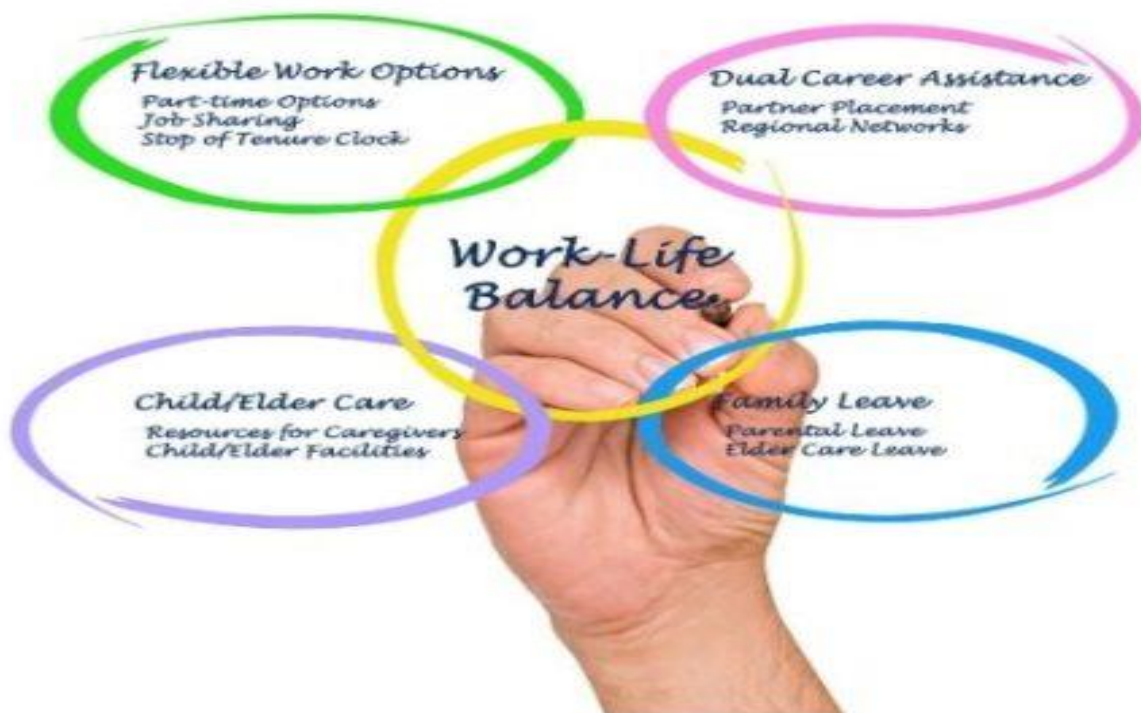 Flexible Work Options
Part-time Options
Job Sharing
Stop of Tenure Clock
Dual Career Assistance
Partner Placement
Regional Networks
Work-Life
Balance
Child/Elder Care
Resources for Caregivers
Child/Elder Facilities
Family Leave
Parental Leave
Elder Care Leave